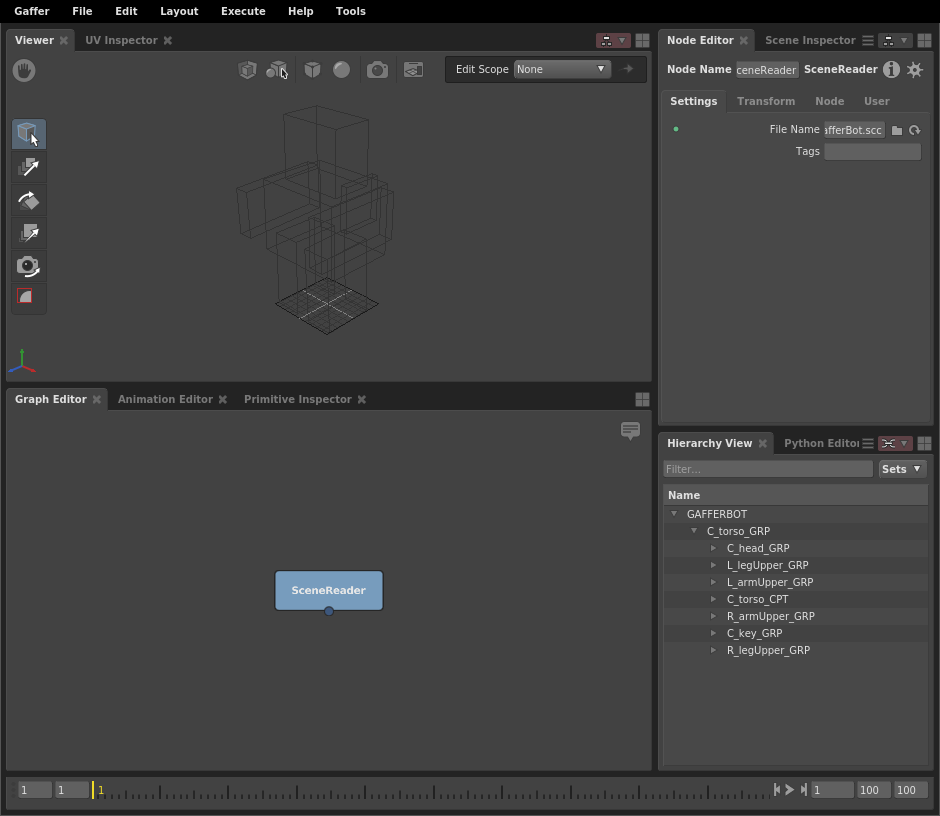 Gaffer File Edit Layout Execute Help Tools
Viewer UV Inspector
Edit Scope None
Graph Editor Animation Editor Primitive Inspector
SceneReader
Node Editor Scene Inspector
Node Name ceneReader SceneReader
Settings Transform Node User
File Name afferBot.scc
Tags
Hierarchy View Python Editor
Filter... Sets
Name
GAFFERBOT
C_torso_GRP
C_head_GRP
L_legUpper_GRP
L_armUpper_GRP
C_torso_CPT
R_armUpper_GRP
C_key_GRP
R_legUpper_GRP
1 1 1 1 100 100